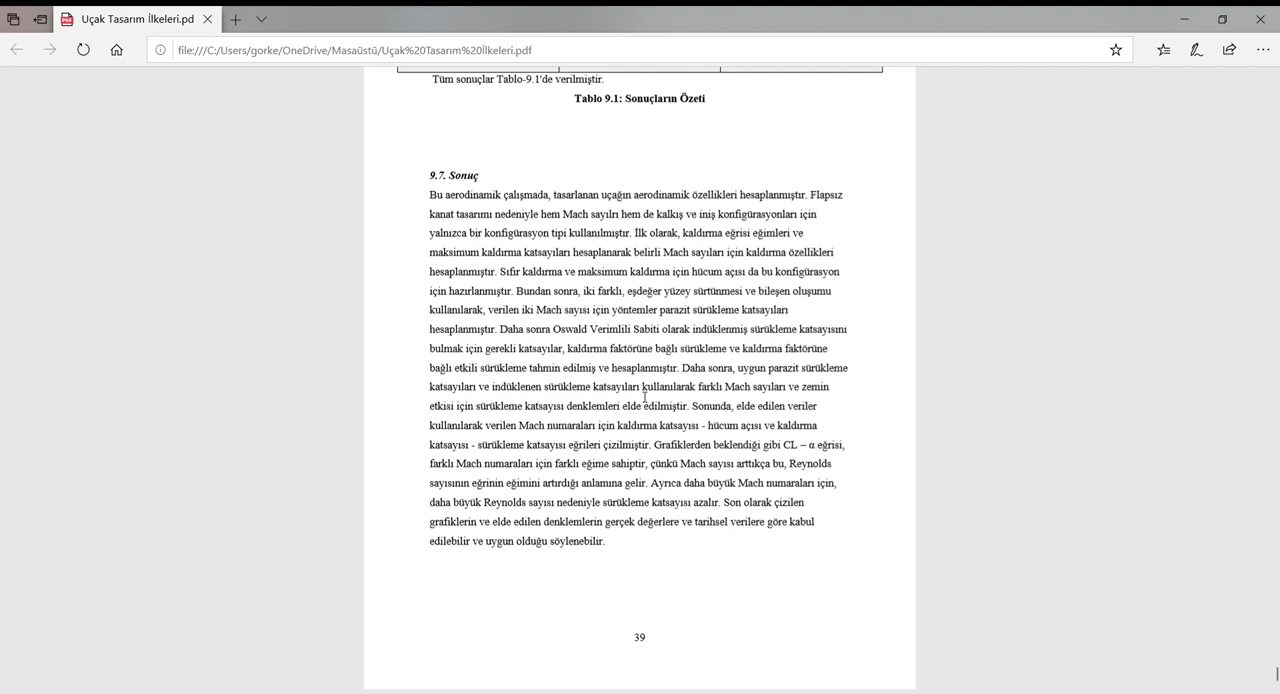 Uçak Tasarım İlkeleri.pd
file:///C:/Users/gorke/OneDrive/Masaüstü/Uçak%20Tasarım%20İlkeleri.pdf
Tüm sonuçlar Tablo-9.1'de verilmiştir.
Tablo 9.1: Sonuçların Özeti
9.7. Sonuç
Bu aerodinamik çalışmada, tasarlanan uçağın aerodinamik özellikleri hesaplanmıştır. Flapsız
kanat tasarımı nedeniyle hem Mach sayılrı hem de kalkış ve iniş konfigürasyonları için
yalnızca bir konfigürasyon tipi kullanılmıştır. İlk olarak, kaldırma eğrisi eğimleri ve
maksimum kaldırma katsayıları hesaplanarak belirli Mach sayıları için kaldırma özellikleri
hesaplanmıştır. Sıfır kaldırma ve maksimum kaldırma için hücum açısı da bu konfigürasyon
için hazırlanmıştır. Bundan sonra, iki farklı, eşdeğer yüzey sürtünmesi ve bileşen oluşumu
kullanılarak, verilen iki Mach sayısı için yöntemler parazit sürükleme katsayıları
hesaplanmıştır. Daha sonra Oswald Verimlili Sabiti olarak indüklenmiş sürükleme katsayısını
bulmak için gerekli katsayılar, kaldırma faktörüne bağlı sürükleme ve kaldırma faktörüne
bağlı etkili sürükleme tahmin edilmiş ve hesaplanmıştır. Daha sonra, uygun parazit sürükleme
katsayıları ve indüklenen sürükleme katsayıları kullanılarak farklı Mach sayıları ve zemin
etkisi için sürükleme katsayısı denklemleri elde edilmiştir. Sonunda, elde edilen veriler
kullanılarak verilen Mach numaraları için kaldırma katsayısı - hücum açısı ve kaldırma
katsayısı - sürükleme katsayısı eğrileri çizilmiştir. Grafiklerden beklendiği gibi CL – α eğrisi,
farklı Mach numaraları için farklı eğime sahiptir, çünkü Mach sayısı arttıkça bu, Reynolds
sayısının eğrinin eğimini artırdığı anlamına gelir. Ayrıca daha büyük Mach numaraları için,
daha büyük Reynolds sayısı nedeniyle sürükleme katsayısı azalır. Son olarak çizilen
grafiklerin ve elde edilen denklemlerin gerçek değerlere ve tarihsel verilere göre kabul
edilebilir ve uygun olduğu söylenebilir.
39